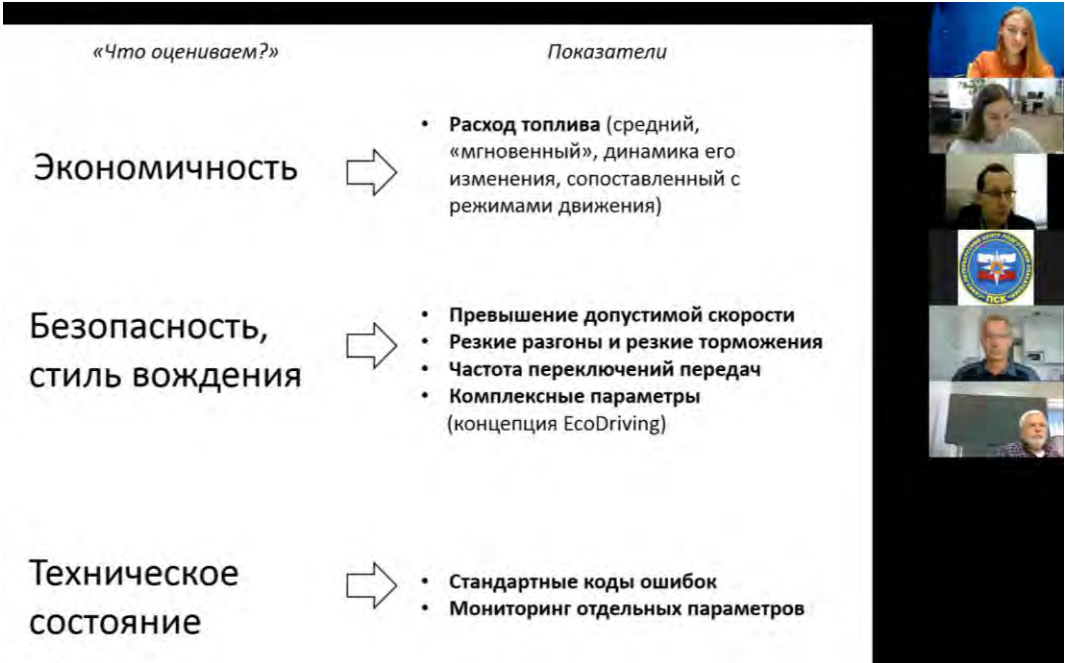 «Что оцениваем?»
Показатели
Экономичность
• Расход топлива (средний,
«мгновенный», динамика его
изменения, сопоставленный с
режимами движения)
Безопасность,
стиль вождения
• Превышение допустимой скорости
• Резкие разгоны и резкие торможения
• Частота переключений передач
• Комплексные параметры
(концепция EcoDriving)
Техническое
состояние
• Стандартные коды ошибок
• Мониторинг отдельных параметров
ПСК